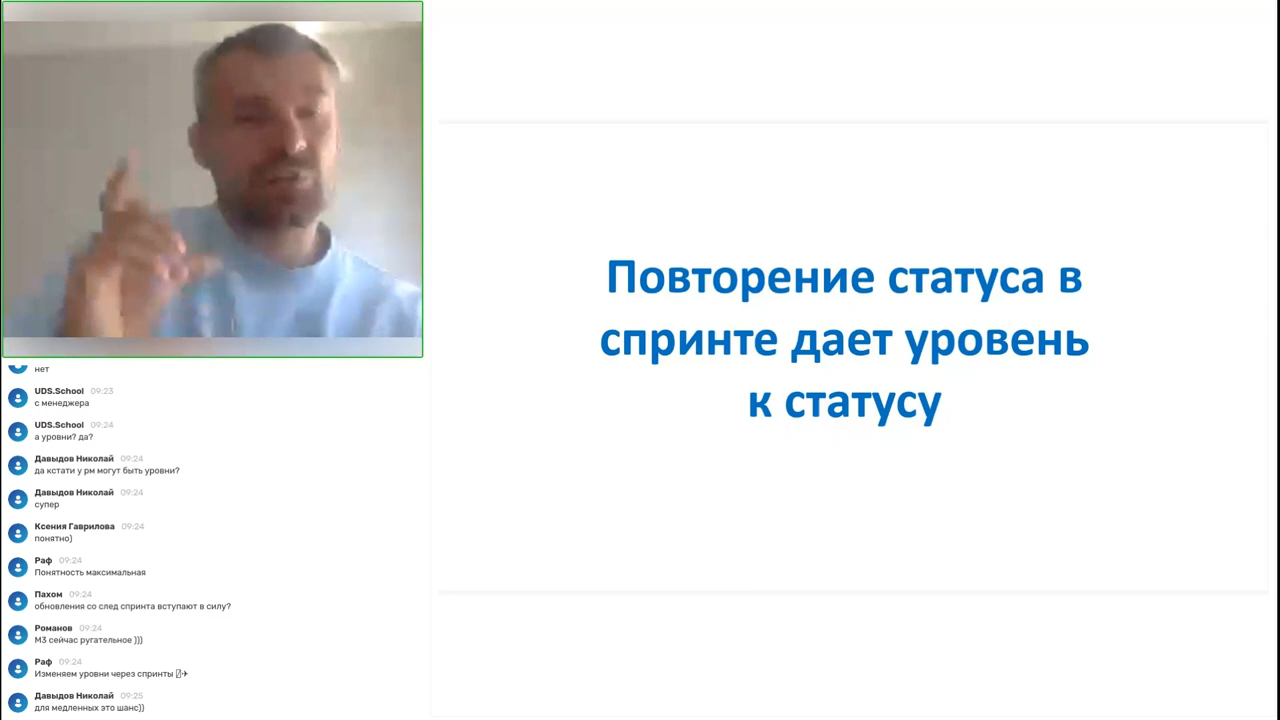 нет
UDS.School 09:23
с менеджера
UDS.School 09:24
а уровни? да?
Давыдов Николай 09:24
да кстати у рм могут быть уровни?
Давыдов Николай 09:24
супер
Ксения Гаврилова 09:24
понятно)
Раф 09:24
Понятность максимальная
Пахом 09:24
обновления со след спринта вступают в силу?
Романов 09:24
М3 сейчас ругательное )))
Раф 09:24
Изменяем уровни через спринты ✈
Давыдов Николай 09:25
для медленных это шанс))
Повторение статуса в
спринте дает уровень
к статусу